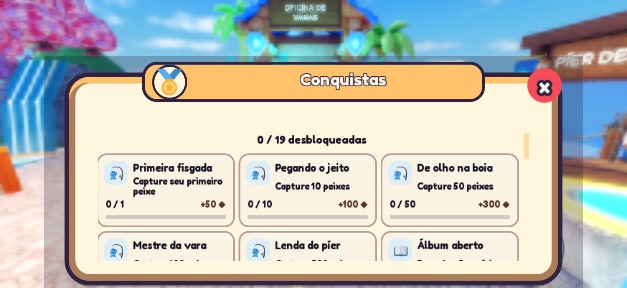 OFICINA DE
VARAS
PÍER DE
Conquistas
0 / 19 desbloqueadas
Primeira fisgada
Capture seu primeiro
peixe
0 / 1
+50
Pegando o jeito
Capture 10 peixes
0 / 10
+100
De olho na boia
Capture 50 peixes
0 / 50
+300
Mestre da vara
Lenda do píer
Álbum aberto